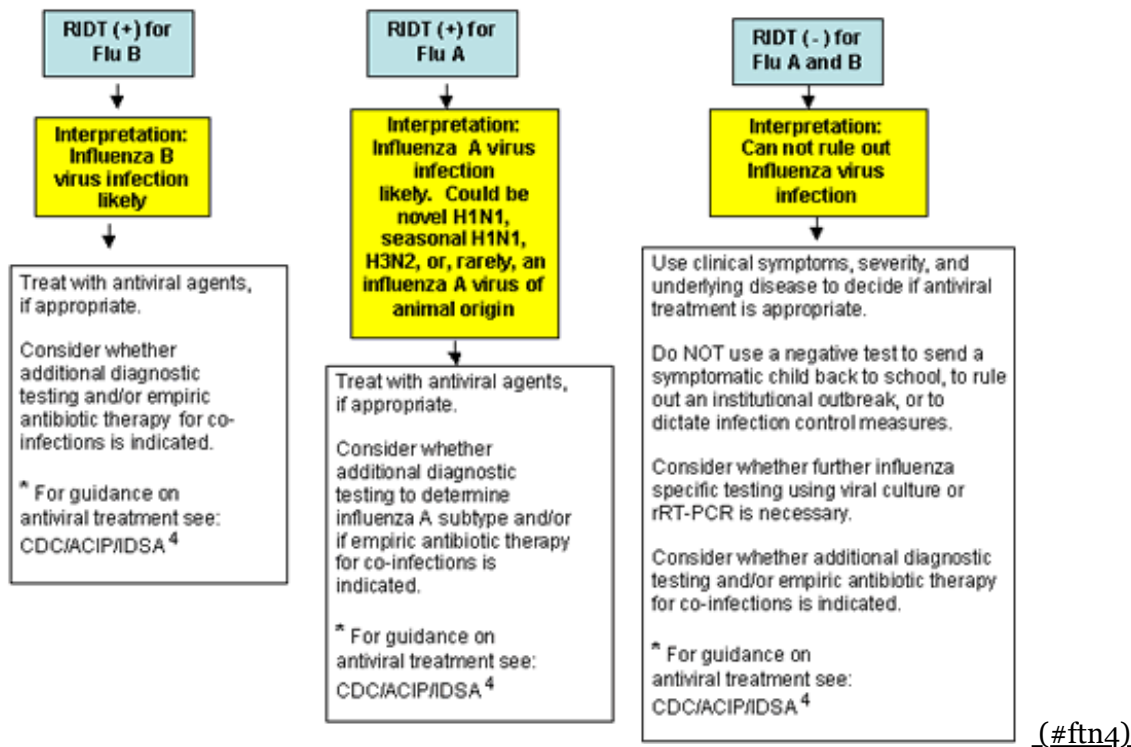 RIDT (+) for
Flu B
Interpretation:
Influenza B
virus infection
likely
Treat with antiviral agents,
if appropriate.
Consider whether
additional diagnostic
testing and/or empiric
antibiotic therapy for co-
infections is indicated.
* For guidance on
antiviral treatment see:
CDC/ACIP/IDSA 4
RIDT (+) for
Flu A
Interpretation:
Influenza A virus
infection
likely. Could be
novel H1N1,
seasonal H1N1,
H3N2, or, rarely, an
influenza A virus of
animal origin
Treat with antiviral agents,
if appropriate.
Consider whether
additional diagnostic
testing to determine
influenza A subtype and/or
if empiric antibiotic therapy
for co-infections is
indicated.
* For guidance on
antiviral treatment see:
CDC/ACIP/IDSA 4
RIDT ( - ) for
Flu A and B
Interpretation:
Can not rule out
Influenza virus
infection
Use clinical symptoms, severity, and
underlying disease to decide if antiviral
treatment is appropriate.
Do NOT use a negative test to send a
symptomatic child back to school, to rule
out an institutional outbreak, or to
dictate infection control measures.
Consider whether further influenza
specific testing using viral culture or
rRT-PCR is necessary.
Consider whether additional diagnostic
testing and/or empiric antibiotic therapy
for co-infections is indicated.
* For guidance on
antiviral treatment see:
CDC/ACIP/IDSA 4
(#ftn4)